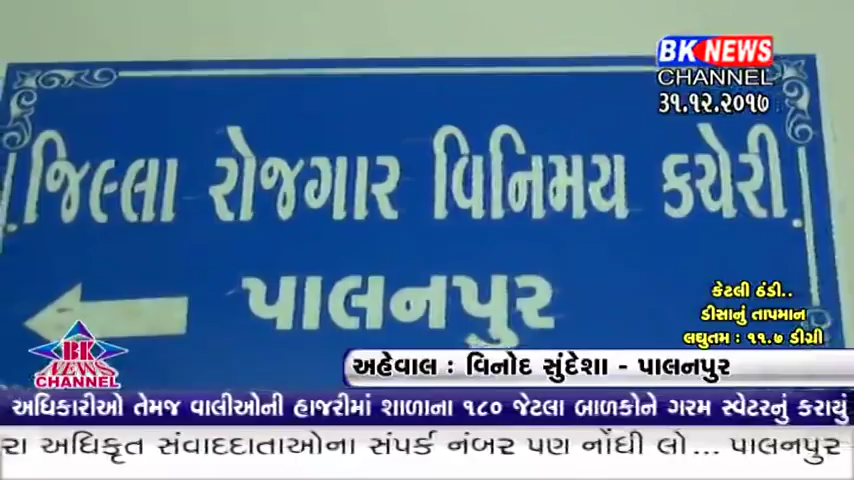 BK NEWS
CHANNEL
૩૧.૧૨.૨૦૧૭
જિલ્લા રોજગાર વિનિમય કચેરી
પાલનપુર
કેટલી ઠંડી..
ડીસાનું તાપમાન
લઘુતમ : ૧૧.૭ ડીગ્રી
BK
NEWS
CHANNEL
અહેવાલ : વિનોદ સુંદેશા - પાલનપુર
અધિકારીઓ તેમજ વાલીઓની હાજરીમાં શાળાના ૧૮૦ જેટલા બાળકોને ગરમ સ્વેટરનું કરાયું
રા અધિકૃત સંવાદદાતાઓના સંપર્ક નંબર પણ નોંધી લો... પાલનપુર